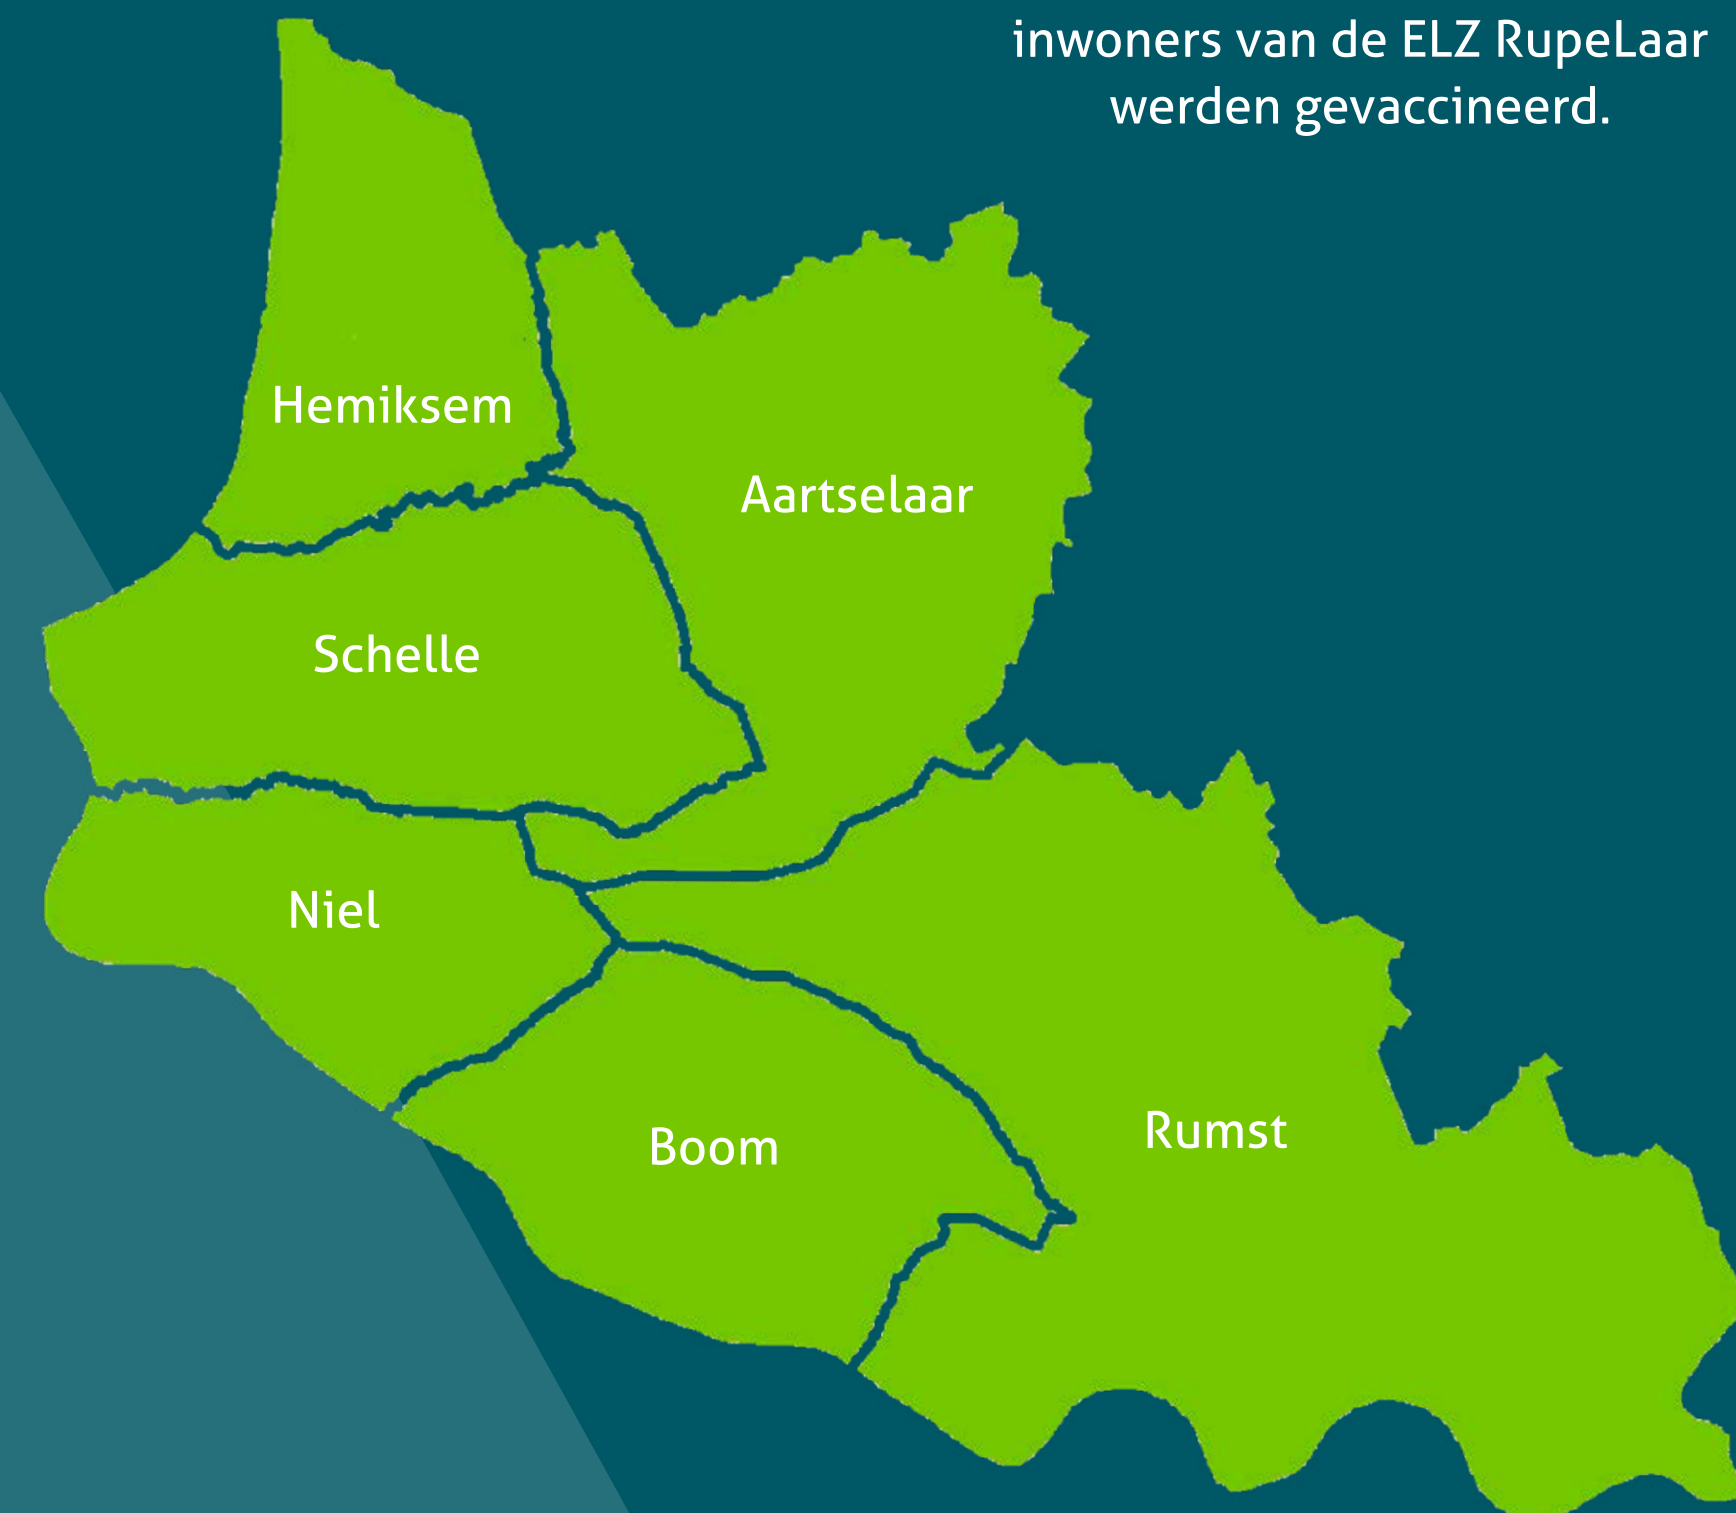 inwoners van de ELZ RupeLaar
werden gevaccineerd.
Hemiksem
Aartselaar
Schelle
Niel
Rumst
Boom